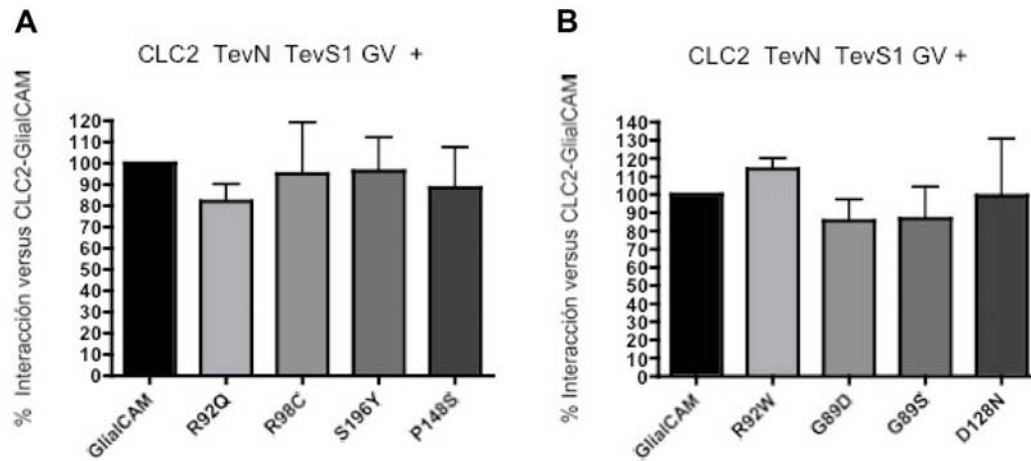 A
CLC2 TevN TevS1 GV +
% Interacción versus CLC2-GlialCAM
120
110
100
90
80
70
60
50
40
30
20
10
0
GlialCAM
R92Q
R98C
S196Y
P148S
B
CLC2 TevN TevS1 GV +
% Interacción versus CLC2-GlialCAM
140
130
120
110
100
90
80
70
60
50
40
30
20
10
0
GlialCAM
R92W
G89D
G89S
D128N